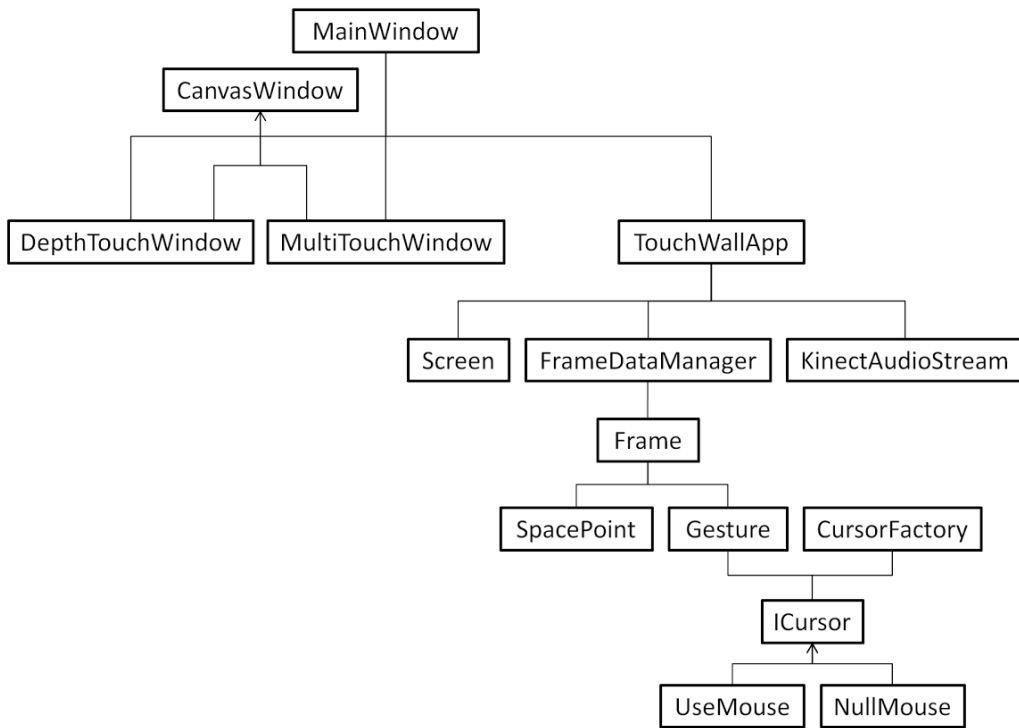 MainWindow
CanvasWindow
DepthTouchWindow
MultiTouchWindow
TouchWallApp
Screen
FrameDataManager
KinectAudioStream
Frame
SpacePoint
Gesture
CursorFactory
ICursor
UseMouse
NullMouse